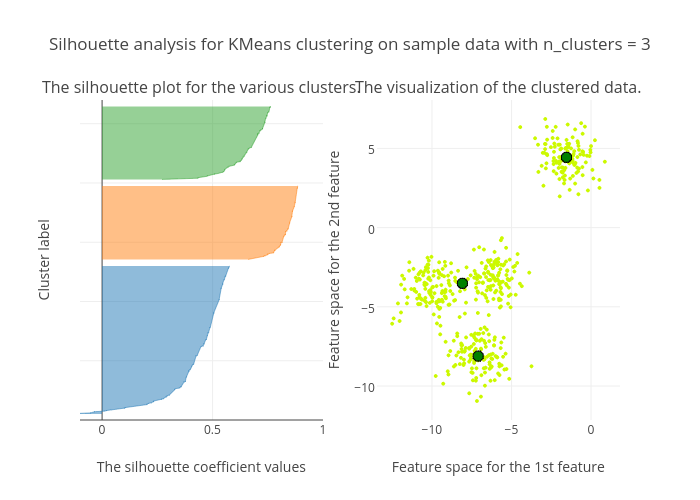 Silhouette analysis for KMeans clustering on sample data with n_clusters = 3
The silhouette plot for the various clusters.
The visualization of the clustered data.
Cluster label
0
0.5
1
The silhouette coefficient values
Feature space for the 2nd feature
5
0
−5
−10
−10
−5
0
Feature space for the 1st feature